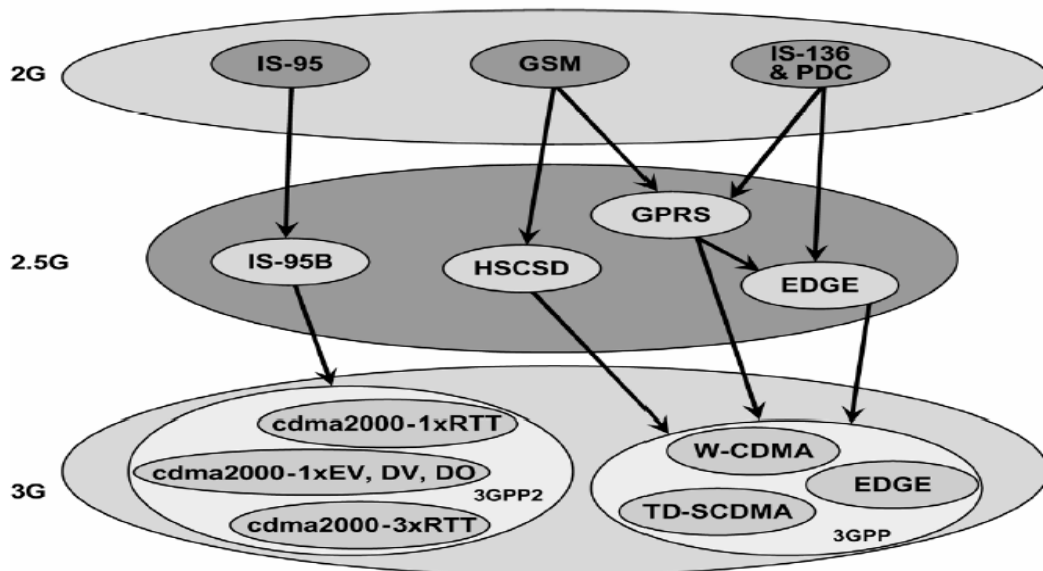 2G
IS-95
GSM
IS-136
& PDC
2.5G
GPRS
IS-95B
HSCSD
EDGE
3G
cdma2000-1xRTT
cdma2000-1xEV, DV, DO
3GPP2
cdma2000-3xRTT
W-CDMA
EDGE
TD-SCDMA
3GPP